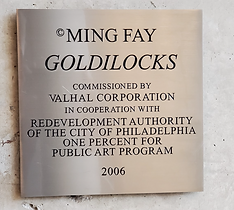 ©MING FAY
GOLDILOCKS
COMMISSIONED BY
VALHAL CORPORATION
IN COOPERATION WITH
REDEVELOPMENT AUTHORITY
OF THE CITY OF PHILADELPHIA
ONE PERCENT FOR
PUBLIC ART PROGRAM
2006